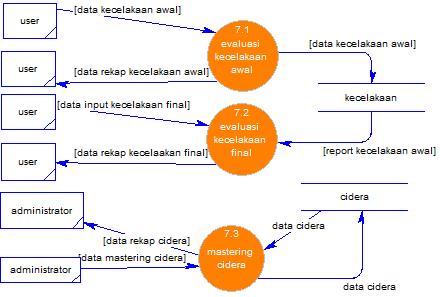 user
[data kecelakaan awal]
7.1
evaluasi
kecelakaan
awal
[data kecelakaan awal]
user
[data rekap kecelakaan awal]
kecelakaan
user
[data input kecelakaan final]
7.2
evaluasi
kecelakaan
final
user
[data rekap kecelaakan final]
[report kecelakaan awal]
administrator
[data rekap cidera]
7.3
mastering
cidera
data cidera
cidera
administrator
[data mastering cidera]
data cidera